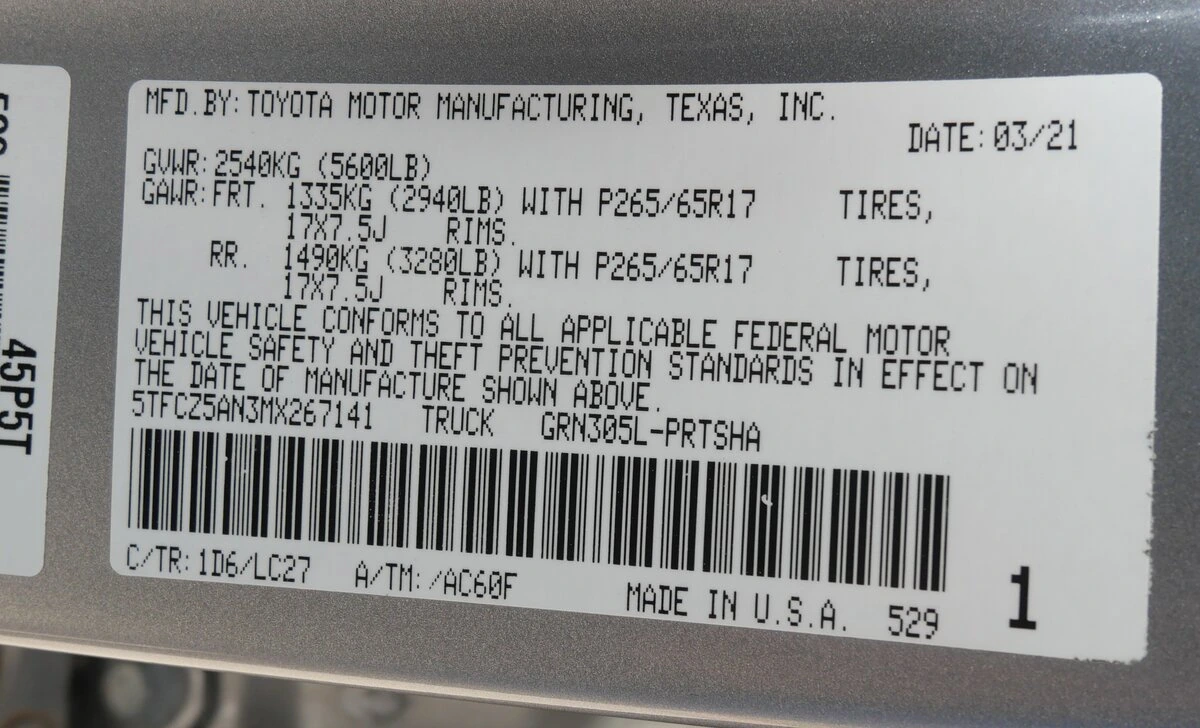 MFD.BY:TOYOTA MOTOR MANUFACTURING, TEXAS, INC.
DATE:03/21
GVWR:2540KG (5600LB)
GAWR:FRT. 1335KG (2940LB) WITH P265/65R17 TIRES,
17X7.5J RIMS.
RR. 1490KG (3280LB) WITH P265/65R17 TIRES,
17X7.5J RIMS.
THIS VEHICLE CONFORMS TO ALL APPLICABLE FEDERAL MOTOR
VEHICLE SAFETY AND THEFT PREVENTION STANDARDS IN EFFECT ON
THE DATE OF MANUFACTURE SHOWN ABOVE.
5TFCZ5AN3MX267141 TRUCK GRN305L-PRTSHA
C/TR:1D6/LC27 A/TM:/AC60F
MADE IN U.S.A. 529
1
45P5T